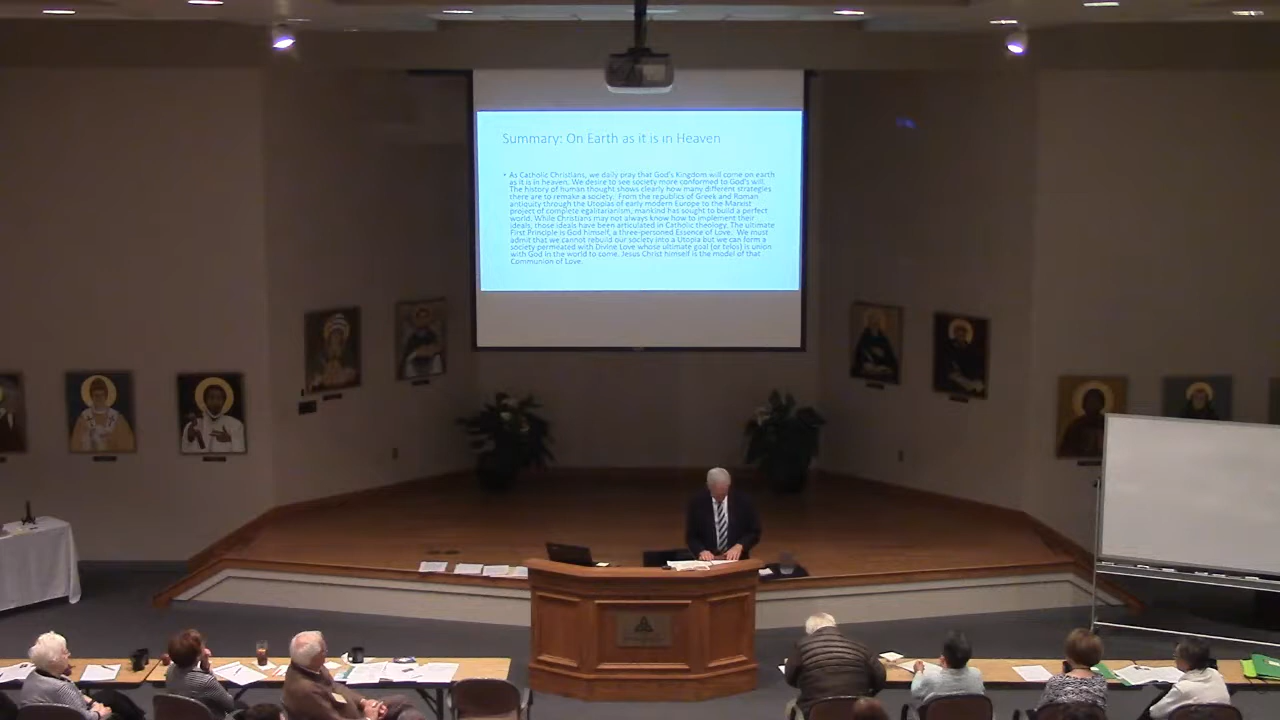 Summary: On Earth as it is in Heaven
• As Catholic Christians, we daily pray that God's Kingdom will come on earth
as it is in heaven. We desire to see society more conformed to God's will.
The history of human thought shows clearly how many different strategies
there are to remake a society. From the republics of Greek and Roman
antiquity through the Utopias of early modern Europe to the Marxist
project of complete egalitarianism, mankind has sought to build a perfect
world. While Christians may not always know how to implement their
ideals, those ideals have been articulated in Catholic theology. The ultimate
First Principle is God himself, a three-personed Essence of Love. We must
admit that we cannot rebuild our society into a Utopia but we can form a
society permeated with Divine Love whose ultimate goal (or telos) is union
with God in the world to come. Jesus Christ himself is the model of that
Communion of Love.